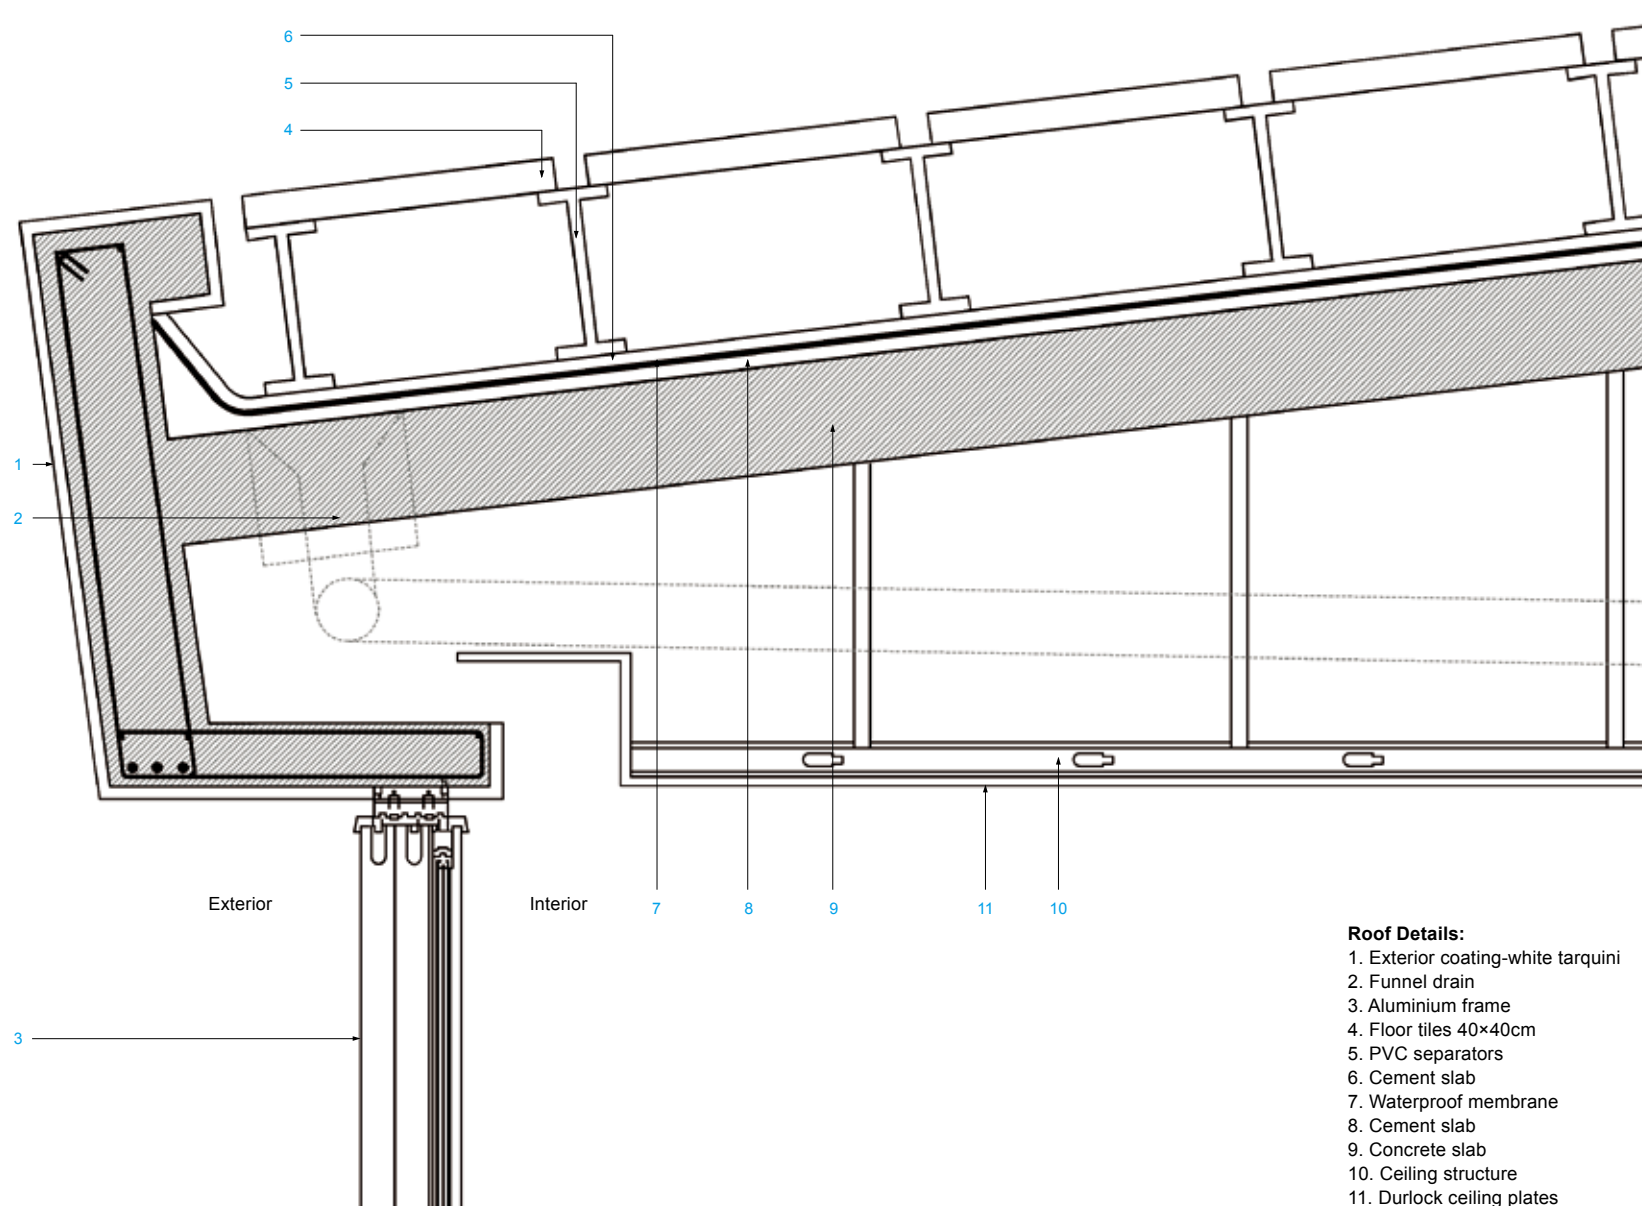 6
5
4
1
2
Exterior
Interior
7
8
9
11
10
3
Roof Details:
1. Exterior coating-white tarquini
2. Funnel drain
3. Aluminium frame
4. Floor tiles 40×40cm
5. PVC separators
6. Cement slab
7. Waterproof membrane
8. Cement slab
9. Concrete slab
10. Ceiling structure
11. Durlock ceiling plates